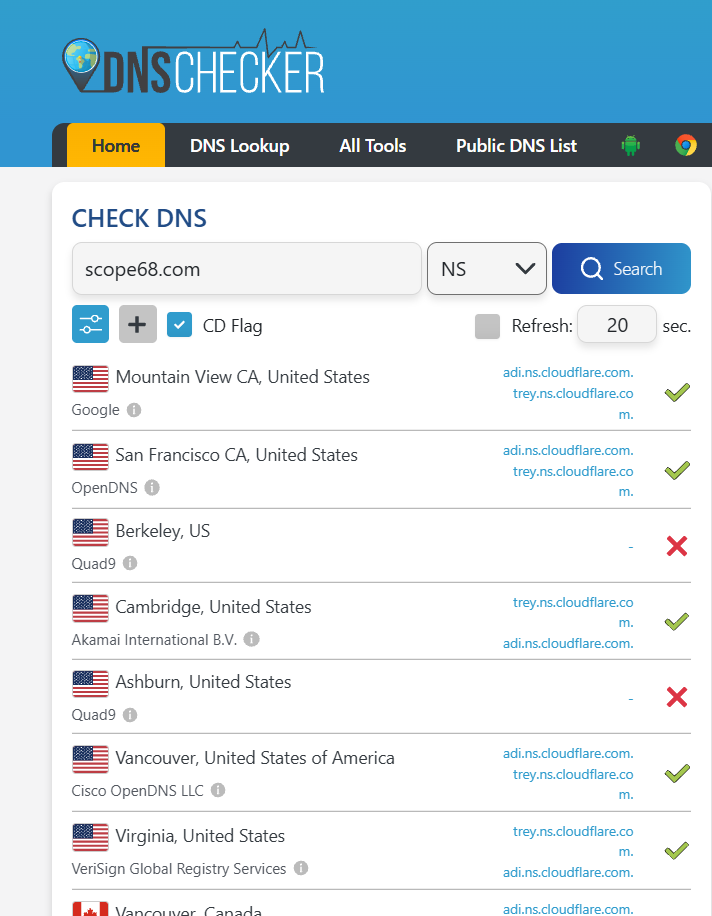 DNSCHECKER
Home DNS Lookup All Tools Public DNS List
CHECK DNS
scope68.com NS Search
CD Flag Refresh: 20 sec.
Mountain View CA, United States
Google
adi.ns.cloudflare.com.
trey.ns.cloudflare.co
m.
San Francisco CA, United States
OpenDNS
adi.ns.cloudflare.com.
trey.ns.cloudflare.co
m.
Berkeley, US
Quad9
-
Cambridge, United States
Akamai International B.V.
trey.ns.cloudflare.co
m.
adi.ns.cloudflare.com.
Ashburn, United States
Quad9
-
Vancouver, United States of America
Cisco OpenDNS LLC
adi.ns.cloudflare.com.
trey.ns.cloudflare.co
m.
Virginia, United States
VeriSign Global Registry Services
trey.ns.cloudflare.co
m.
adi.ns.cloudflare.com.
Vancouver, Canada
adi.ns.cloudflare.com.